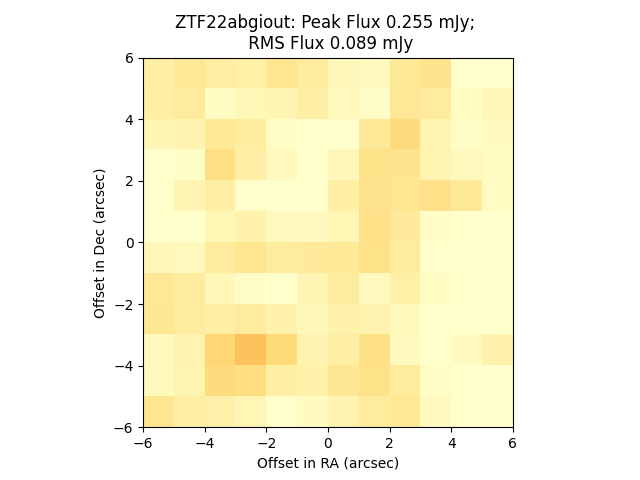 ZTF22abgiout: Peak Flux 0.255 mJy;
RMS Flux 0.089 mJy
6
4
2
0
−2
−4
−6
Offset in Dec (arcsec)
−6 −4 −2 0 2 4 6
Offset in RA (arcsec)